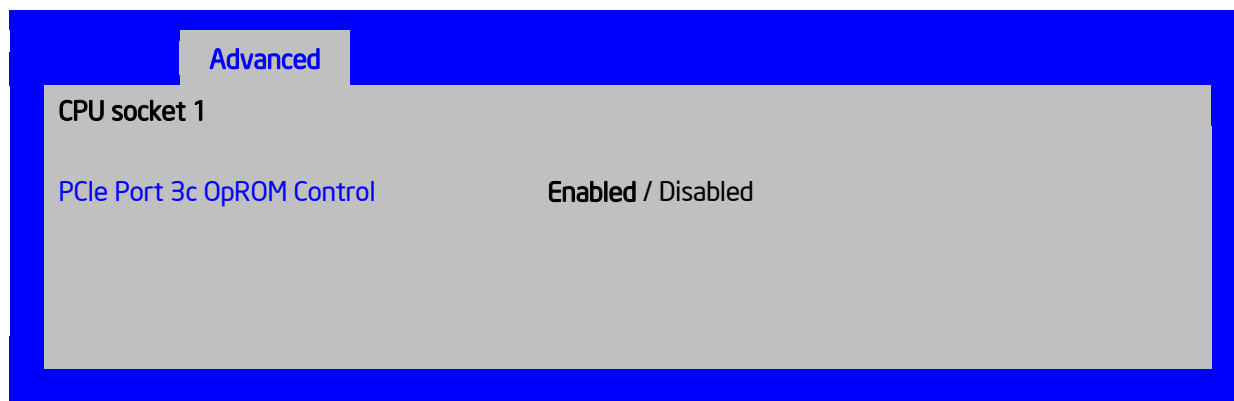 Advanced
CPU socket 1
PCIe Port 3c OpROM Control Enabled / Disabled